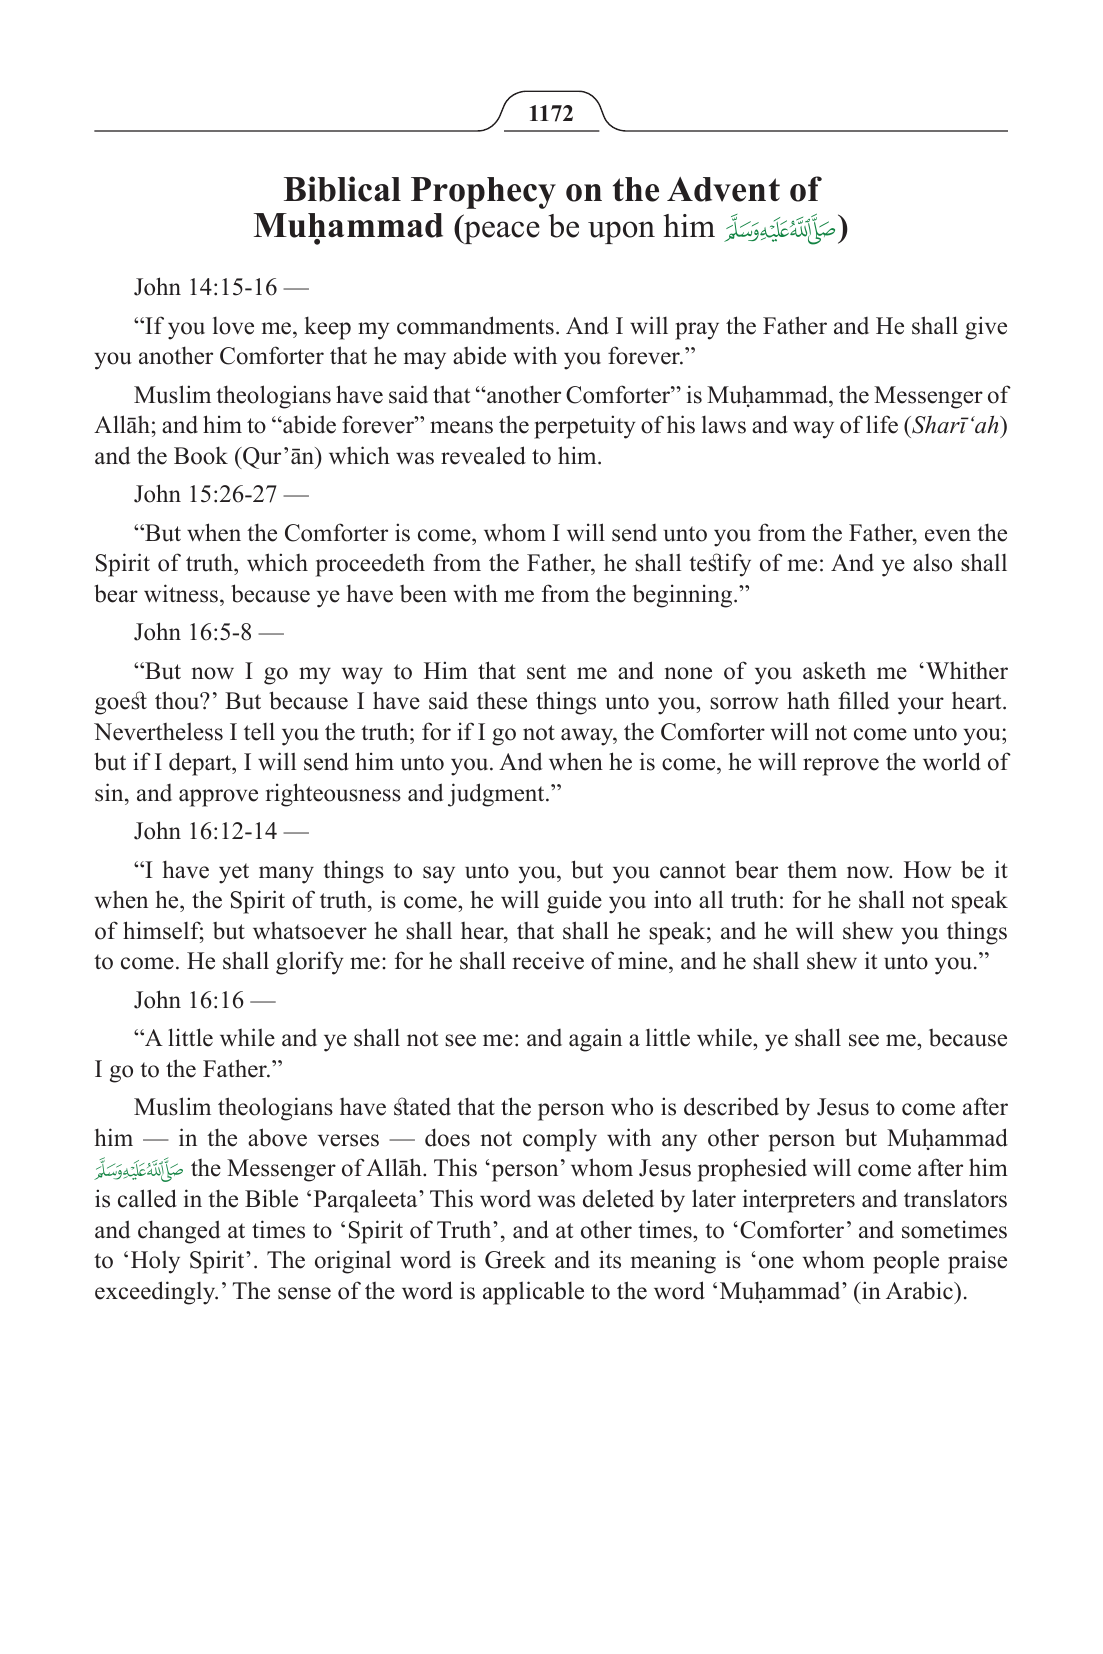 1172
Biblical Prophecy on the Advent of
Muḥammad (peace be upon him صَلَّى اللَّهُ عَلَيْهِ وَسَلَّمَ)
John 14:15-16 —
“If you love me, keep my commandments. And I will pray the Father and He shall give
you another Comforter that he may abide with you forever.”
Muslim theologians have said that “another Comforter” is Muḥammad, the Messenger of
Allāh; and him to “abide forever” means the perpetuity of his laws and way of life (Sharī‘ah)
and the Book (Qur’ān) which was revealed to him.
John 15:26-27 —
“But when the Comforter is come, whom I will send unto you from the Father, even the
Spirit of truth, which proceedeth from the Father, he shall testify of me: And ye also shall
bear witness, because ye have been with me from the beginning.”
John 16:5-8 —
“But now I go my way to Him that sent me and none of you asketh me ‘Whither
goest thou?’ But because I have said these things unto you, sorrow hath filled your heart.
Nevertheless I tell you the truth; for if I go not away, the Comforter will not come unto you;
but if I depart, I will send him unto you. And when he is come, he will reprove the world of
sin, and approve righteousness and judgment.”
John 16:12-14 —
“I have yet many things to say unto you, but you cannot bear them now. How be it
when he, the Spirit of truth, is come, he will guide you into all truth: for he shall not speak
of himself; but whatsoever he shall hear, that shall he speak; and he will shew you things
to come. He shall glorify me: for he shall receive of mine, and he shall shew it unto you.”
John 16:16 —
“A little while and ye shall not see me: and again a little while, ye shall see me, because
I go to the Father.”
Muslim theologians have stated that the person who is described by Jesus to come after
him — in the above verses — does not comply with any other person but Muḥammad
صَلَّى اللَّهُ عَلَيْهِ وَسَلَّمَ the Messenger of Allāh. This ‘person’ whom Jesus prophesied will come after him
is called in the Bible ‘Parqaleeta’ This word was deleted by later interpreters and translators
and changed at times to ‘Spirit of Truth’, and at other times, to ‘Comforter’ and sometimes
to ‘Holy Spirit’. The original word is Greek and its meaning is ‘one whom people praise
exceedingly.’ The sense of the word is applicable to the word ‘Muḥammad’ (in Arabic).